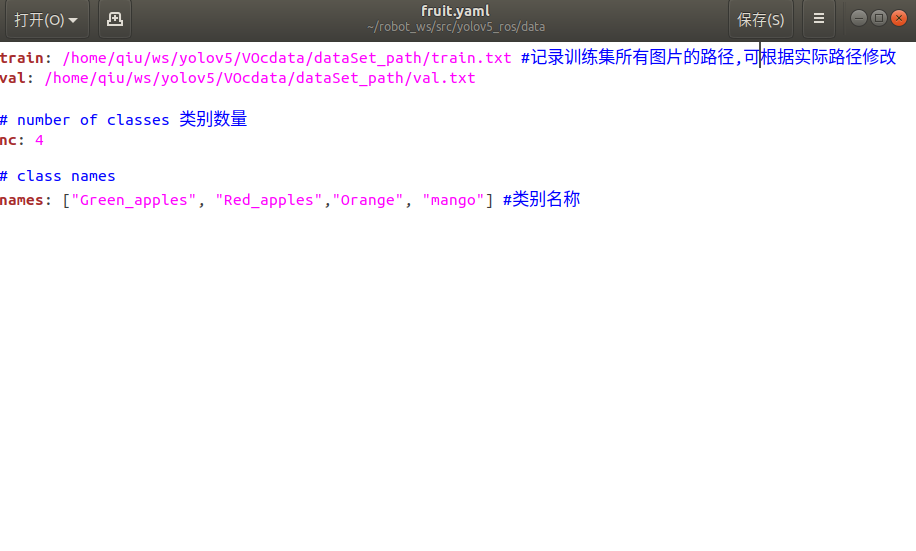 打开(O)
fruit.yaml
~/robot_ws/src/yolov5_ros/data
保存(S)
train: /home/qiu/ws/yolov5/VOcdata/dataSet_path/train.txt #记录训练集所有图片的路径,可根据实际路径修改
val: /home/qiu/ws/yolov5/VOcdata/dataSet_path/val.txt
# number of classes 类别数量
nc: 4
# class names
names: ["Green_apples", "Red_apples","Orange", "mango"] #类别名称